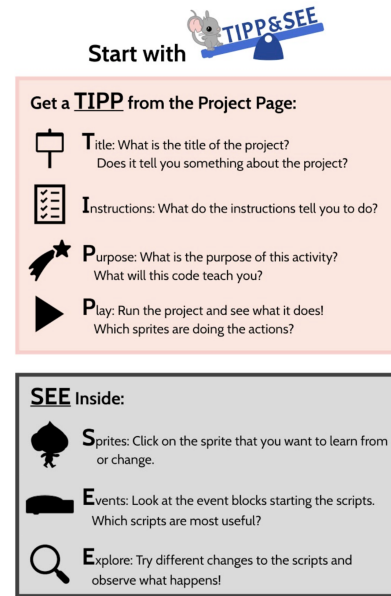 TIPP&SEE
Start with
Get a TIPP from the Project Page:
Title: What is the title of the project?
Does it tell you something about the project?
Instructions: What do the instructions tell you to do?
Purpose: What is the purpose of this activity?
What will this code teach you?
Play: Run the project and see what it does!
Which sprites are doing the actions?
SEE Inside:
Sprites: Click on the sprite that you want to learn from
or change.
Events: Look at the event blocks starting the scripts.
Which scripts are most useful?
Explore: Try different changes to the scripts and
observe what happens!